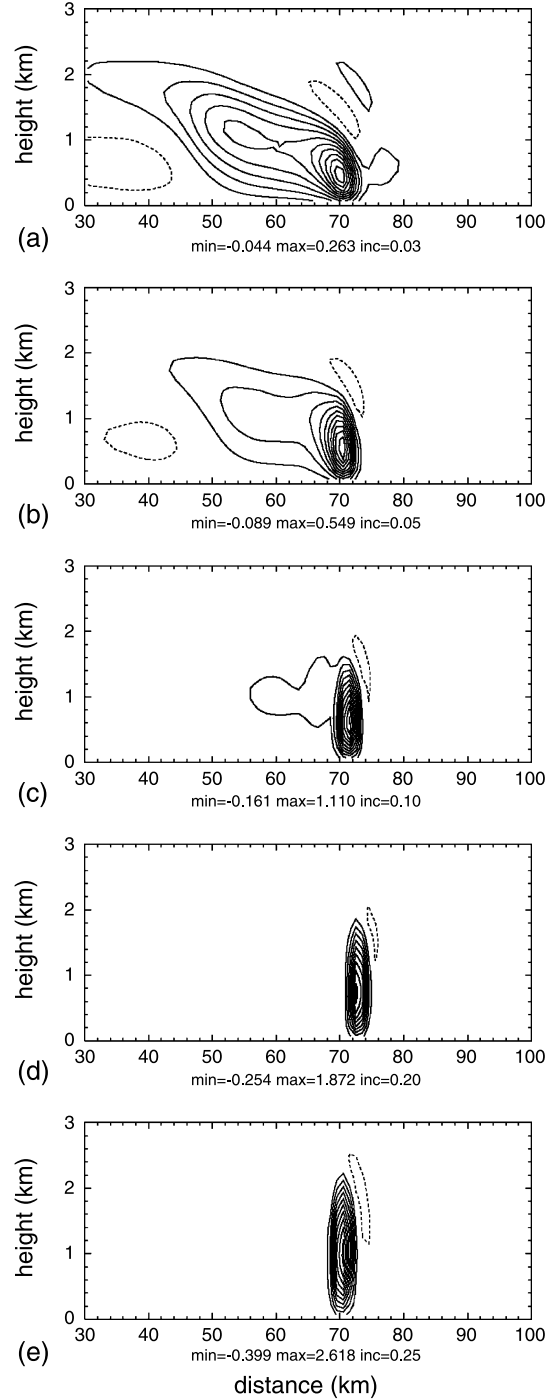 3
2
1
0
height (km)
30 40 50 60 70 80 90 100
(a)
min=-0.044 max=0.263 inc=0.03
3
2
1
0
height (km)
30 40 50 60 70 80 90 100
(b)
min=-0.089 max=0.549 inc=0.05
3
2
1
0
height (km)
30 40 50 60 70 80 90 100
(c)
min=-0.161 max=1.110 inc=0.10
3
2
1
0
height (km)
30 40 50 60 70 80 90 100
(d)
min=-0.254 max=1.872 inc=0.20
3
2
1
0
height (km)
30 40 50 60 70 80 90 100
(e)
min=-0.399 max=2.618 inc=0.25
distance (km)